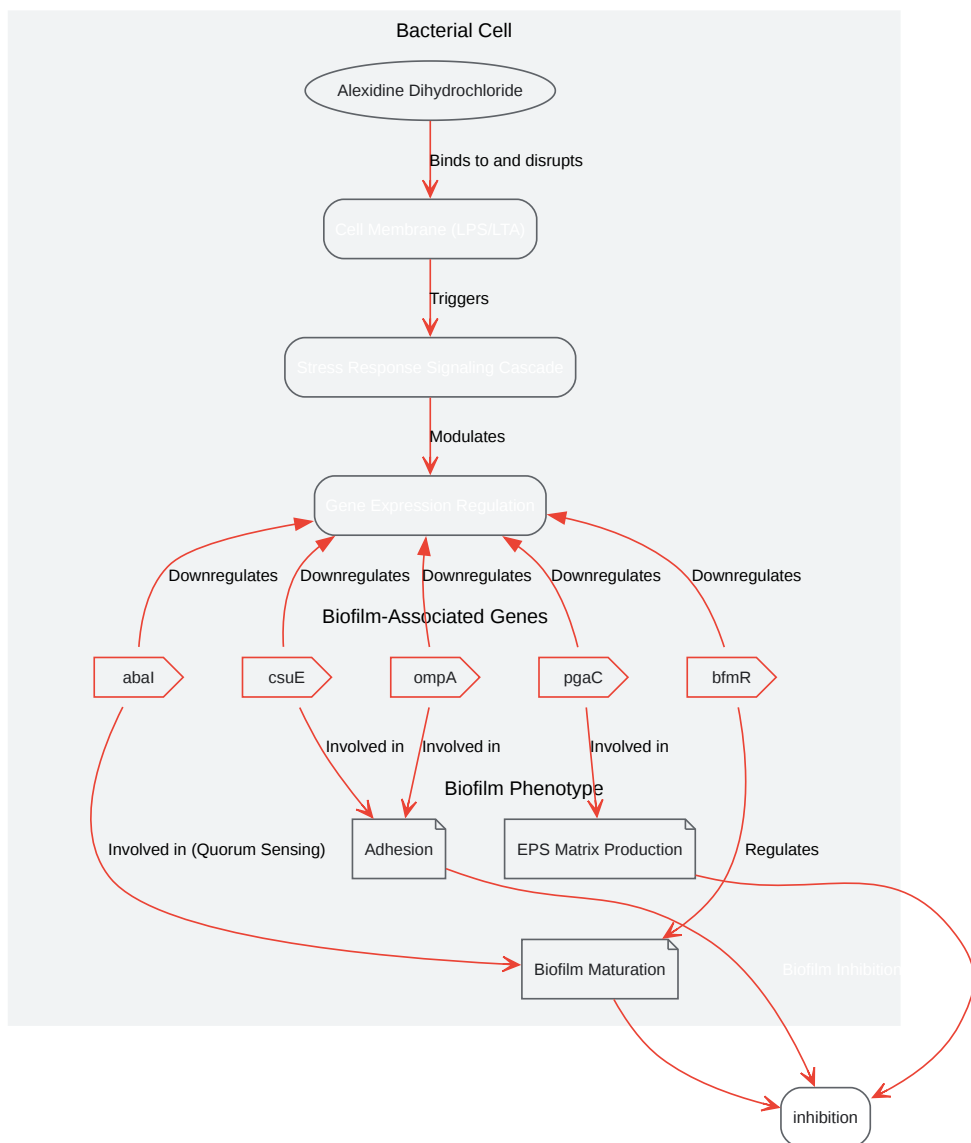 Bacterial Cell
Alexidine Dihydrochloride
Binds to and disrupts
Cell Membrane (LPS/LTA)
Triggers
Stress Response Signaling Cascade
Modulates
Gene Expression Regulation
Downregulates
Downregulates
Downregulates
Downregulates
Downregulates
Biofilm-Associated Genes
abaI
csuE
ompA
pgaC
bfmR
Involved in
Involved in
Involved in
Biofilm Phenotype
Involved in (Quorum Sensing)
Adhesion
EPS Matrix Production
Regulates
Biofilm Maturation
Biofilm Inhibition
inhibition